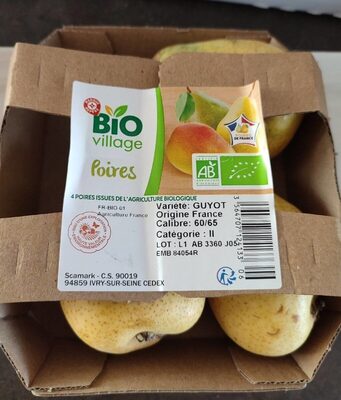 BiO
village
Poires
DE FRANCE
AB
4 POIRES ISSUES DE L'AGRICULTURE BIOLOGIQUE
FR-BIO-01
Agriculture France
Variété: GUYOT
Origine France
Calibre: 60/65
Catégorie: II
LOT : L1 AB 3360 J05
EMB 84054R
Scamark - C.S. 90019
94859 IVRY-SUR-SEINE CEDEX